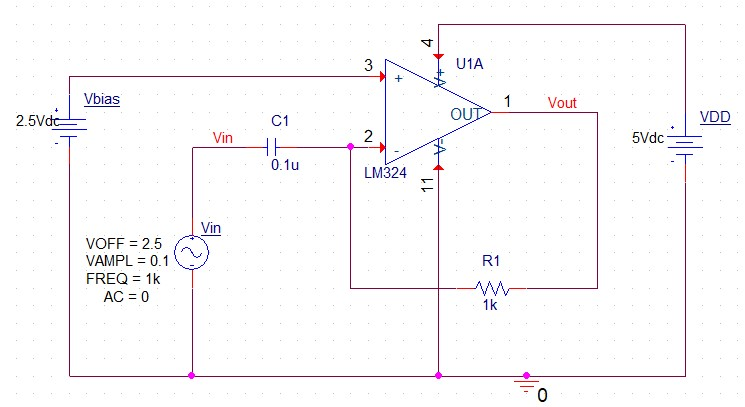 4
3
U1A
V+
+
Vbias
1
Vout
VDD
2.5Vdc
+
-
C1
OUT
+
5Vdc
-
Vin
2
-
V-
0.1u
LM324
11
Vin
+
-
VOFF = 2.5
VAMPL = 0.1
FREQ = 1k
AC = 0
R1
1k
0